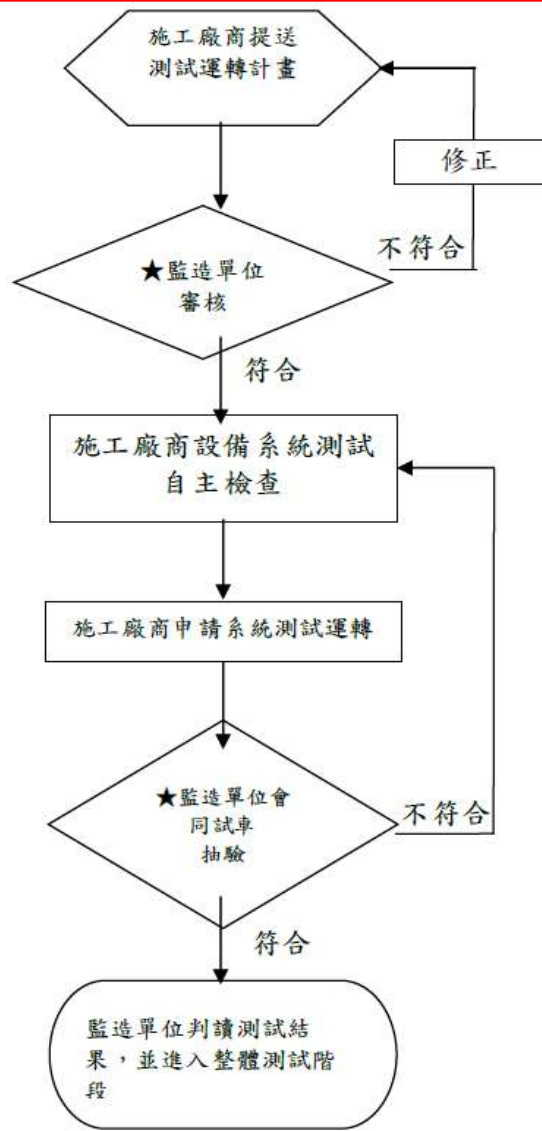 施工廠商提送
測試運轉計畫
修正
不符合
★監造單位
審核
符合
施工廠商設備系統測試
自主檢查
施工廠商申請系統測試運轉
★監造單位會
同試車
抽驗
不符合
符合
監造單位判讀測試結
果，並進入整體測試階
段